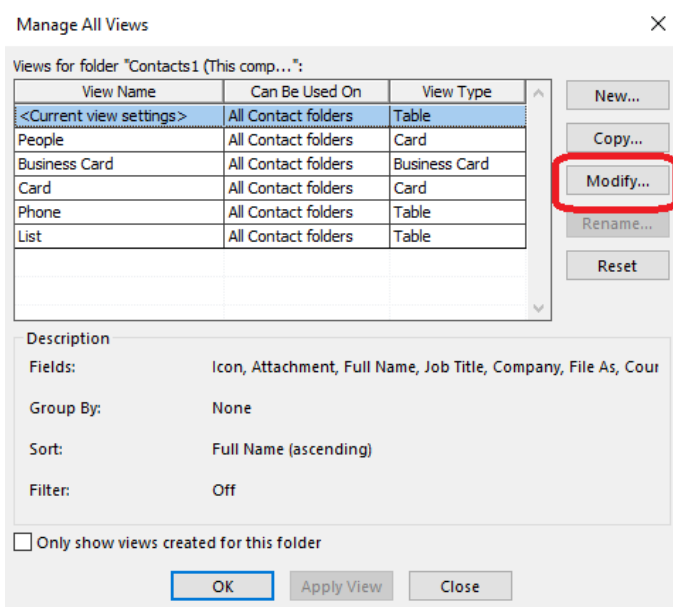 Manage All Views
Views for folder "Contacts1 (This comp...":
View Name Can Be Used On View Type
<Current view settings> All Contact folders Table
People All Contact folders Card
Business Card All Contact folders Business Card
Card All Contact folders Card
Phone All Contact folders Table
List All Contact folders Table
New...
Copy...
Modify...
Rename...
Reset
Description
Fields: Icon, Attachment, Full Name, Job Title, Company, File As, Cour
Group By: None
Sort: Full Name (ascending)
Filter: Off
Only show views created for this folder
OK Apply View Close